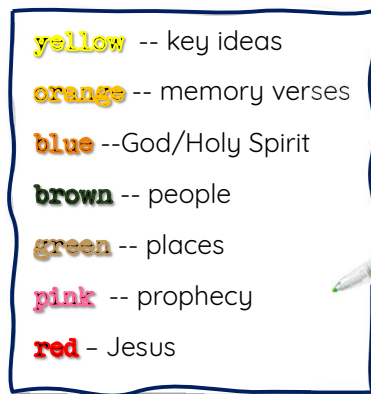 yellow -- key ideas
orange -- memory verses
blue --God/Holy Spirit
brown -- people
green -- places
pink -- prophecy
red – Jesus